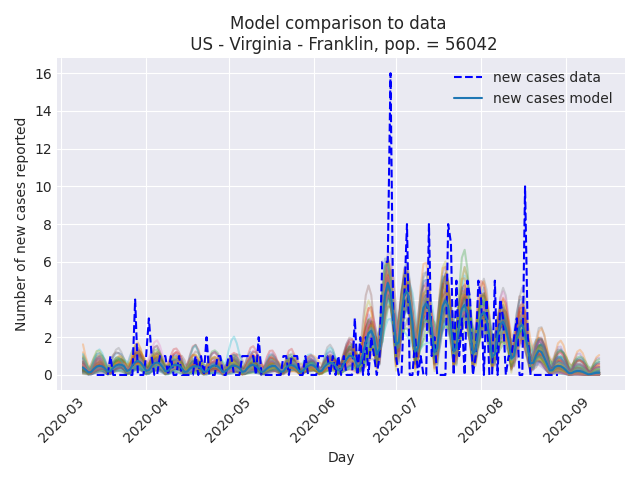 Model comparison to data
US - Virginia - Franklin, pop. = 56042
new cases data
new cases model
Number of new cases reported
16
14
12
10
8
6
4
2
0
2020-03
2020-04
2020-05
2020-06
2020-07
2020-08
2020-09
Day